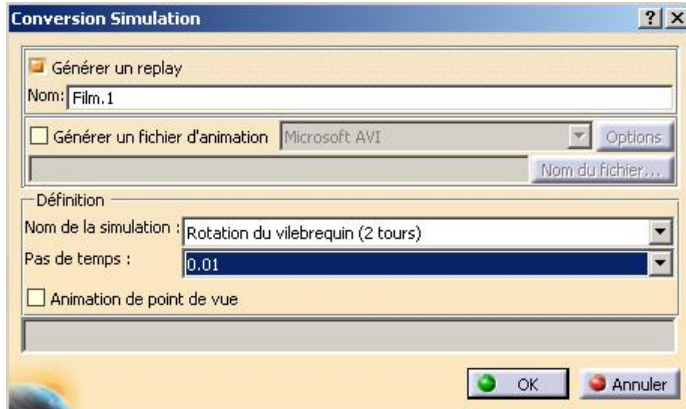 Conversion Simulation
Générer un replay
Nom: Film.1
Générer un fichier d'animation Microsoft AVI Options
Nom du fichier...
Définition
Nom de la simulation : Rotation du vilebrequin (2 tours)
Pas de temps : 0.01
Animation de point de vue
OK Annuler